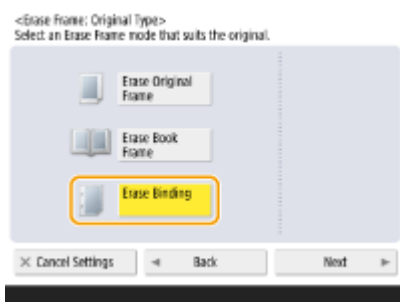 <Erase Frame: Original Type>
Select an Erase Frame mode that suits the original.
Erase Original
Frame
Erase Book
Frame
Erase Binding
× Cancel Settings
Back
Next